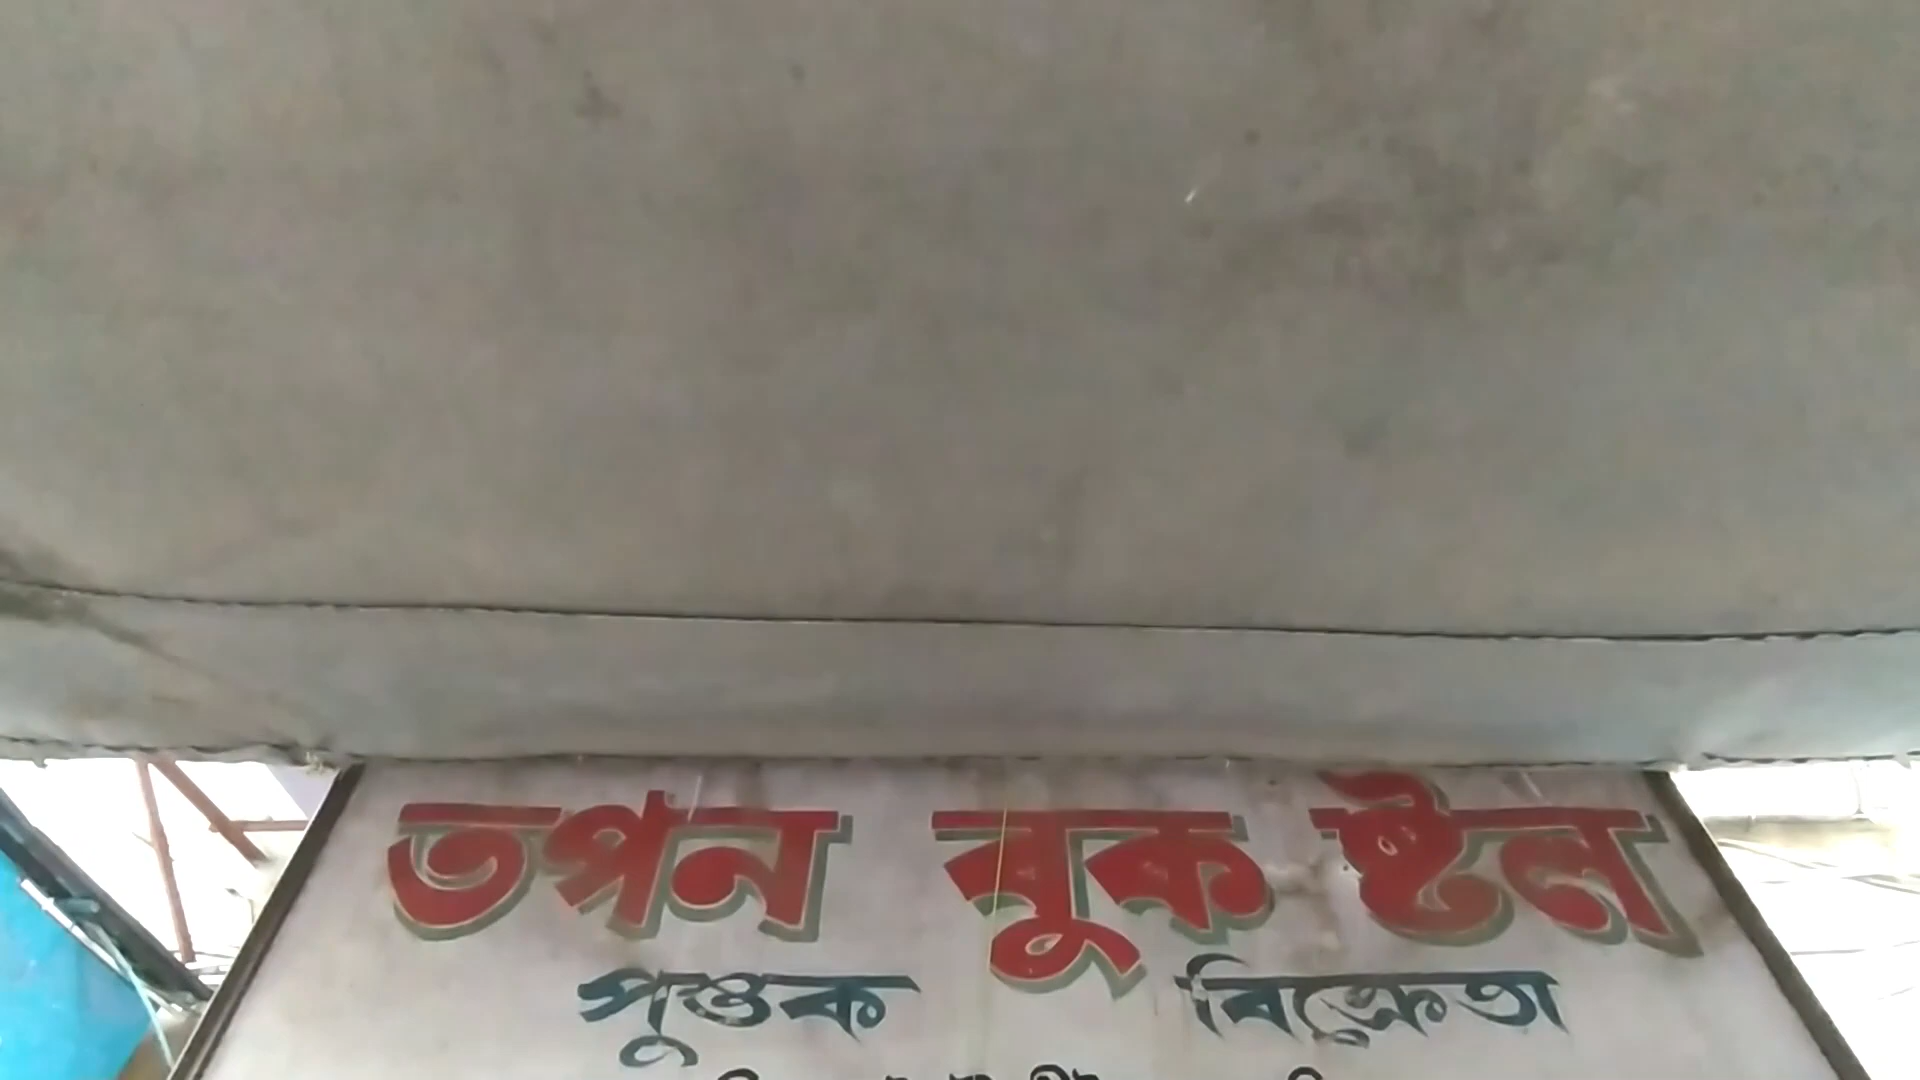 তপন বুক ষ্টল
পুস্তক বিক্রেতা